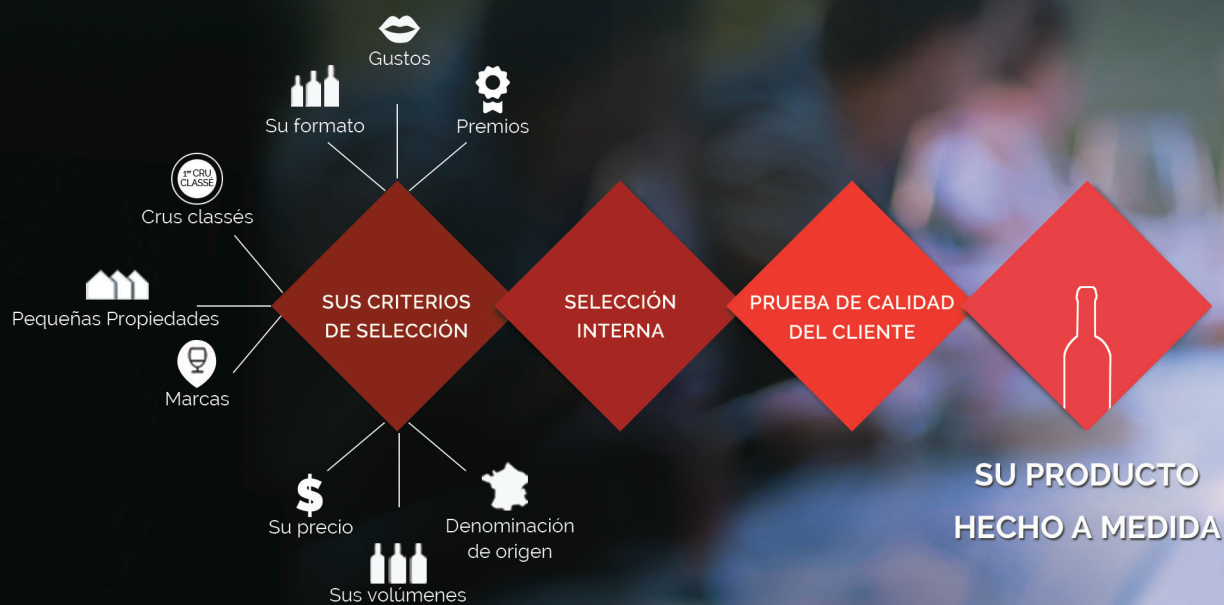 Gustos
Su formato
Premios
1er CRU
CLASSÉ
Crus classés
Pequeñas Propiedades
Marcas
SUS CRITERIOS
DE SELECCIÓN
SELECCIÓN
INTERNA
PRUEBA DE CALIDAD
DEL CLIENTE
$
Su precio
Denominación
de origen
Sus volúmenes
SU PRODUCTO
HECHO A MEDIDA